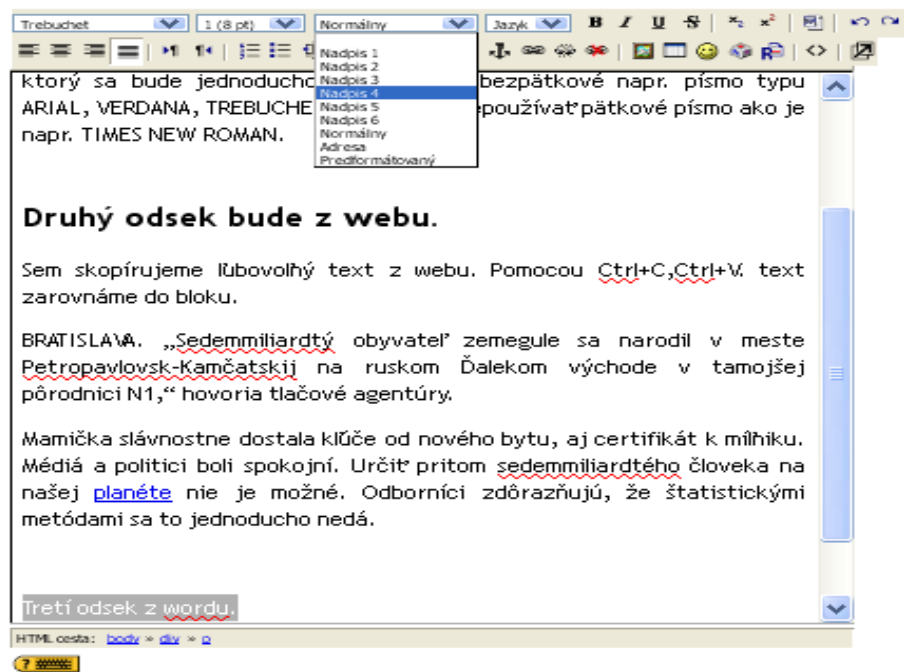 Trebuchet 1 (8 pt) Normálny Jazyk B I U S
Nadpis 1
Nadpis 2
Nadpis 3
Nadpis 4
Nadpis 5
Nadpis 6
Normálny
Adresa
Predformátovaný
ktorý sa bude jednoducho bezpätkové napr. písmo typu
ARIAL, VERDANA, TREBUCHE používať pätkové písmo ako je
napr. TIMES NEW ROMAN.
Druhý odsek bude z webu.
Sem skopírujeme ľubovoľný text z webu. Pomocou Ctrl+C,Ctrl+V. text
zarovnáme do bloku.
BRATISLAVA. „Sedemmiliardtý obyvateľ zemegule sa narodil v meste
Petropavlovsk-Kamčatskij na ruskom Ďalekom východe v tamojšej
pôrodnici N1,“ hovoria tlačové agentúry.
Mamička slávnostne dostala kľúče od nového bytu, aj certifikát k míľniku.
Médiá a politici boli spokojní. Určiť pritom sedemmiliardtého človeka na
našej planéte nie je možné. Odborníci zdôrazňujú, že štatistickými
metódami sa to jednoducho nedá.
Tretí odsek z wordu.
HTML cesta: body » div » p